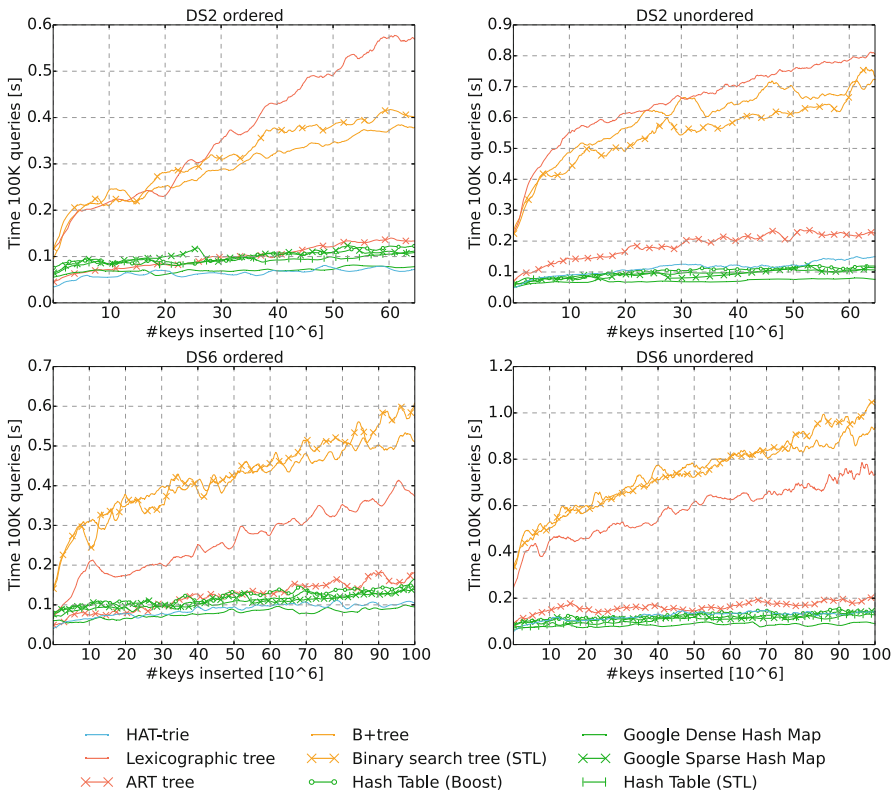 DS2 ordered
0.6
0.5
0.4
0.3
0.2
0.1
0.0
Time 100K queries [s]
10 20 30 40 50 60
#keys inserted [10^6]
DS2 unordered
0.9
0.8
0.7
0.6
0.5
0.4
0.3
0.2
0.1
0.0
Time 100K queries [s]
10 20 30 40 50 60
#keys inserted [10^6]
DS6 ordered
0.7
0.6
0.5
0.4
0.3
0.2
0.1
0.0
Time 100K queries [s]
10 20 30 40 50 60 70 80 90 100
#keys inserted [10^6]
DS6 unordered
1.2
1.0
0.8
0.6
0.4
0.2
0.0
Time 100K queries [s]
10 20 30 40 50 60 70 80 90 100
#keys inserted [10^6]
HAT-trie
Lexicographic tree
ART tree
B+tree
Binary search tree (STL)
Hash Table (Boost)
Google Dense Hash Map
Google Sparse Hash Map
Hash Table (STL)